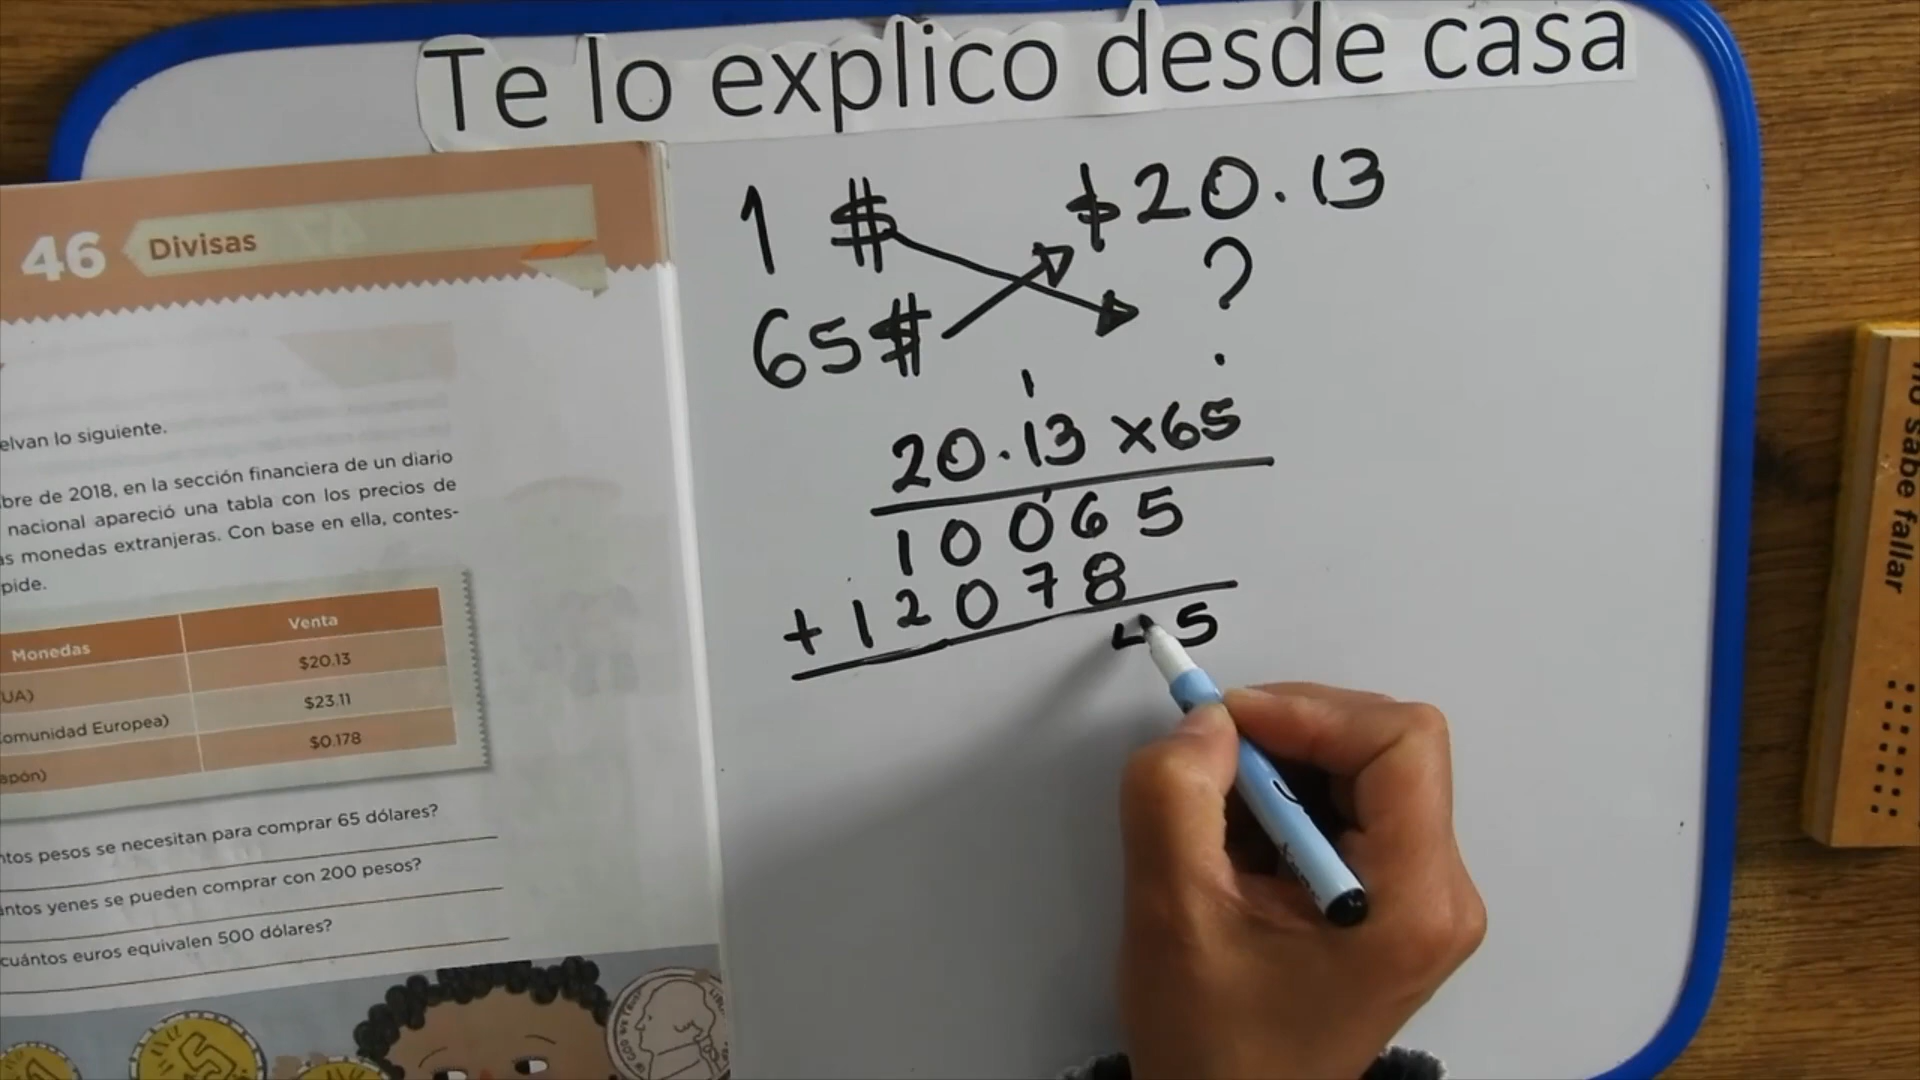 Te lo explico desde casa
46 Divisas
elvan lo siguiente.
bre de 2018, en la sección financiera de un diario
nacional apareció una tabla con los precios de
as monedas extranjeras. Con base en ella, contes-
pide.
Monedas Venta
UA) $20.13
omunidad Europea) $23.11
apón) $0.178
ntos pesos se necesitan para comprar 65 dólares?
ántos yenes se pueden comprar con 200 pesos?
cuántos euros equivalen 500 dólares?
1 $ $20.13
65$ ?
1
20.13 x65
10065
+12078
45
no sabe fallar